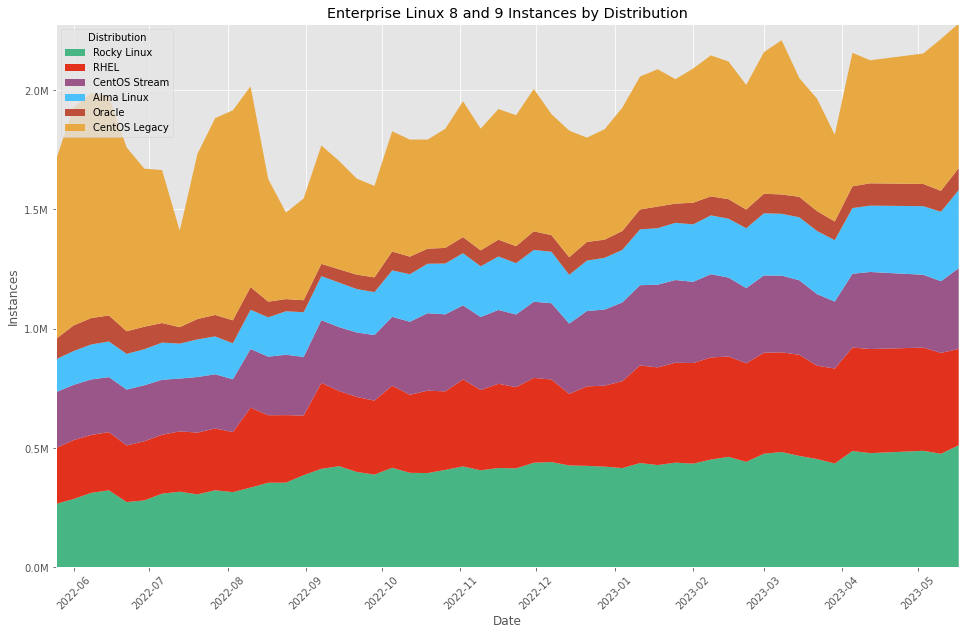 Enterprise Linux 8 and 9 Instances by Distribution
Distribution
Rocky Linux
RHEL
CentOS Stream
Alma Linux
Oracle
CentOS Legacy
2.0M
1.5M
1.0M
0.5M
0.0M
Instances
2022-06
2022-07
2022-08
2022-09
2022-10
2022-11
2022-12
2023-01
2023-02
2023-03
2023-04
2023-05
Date